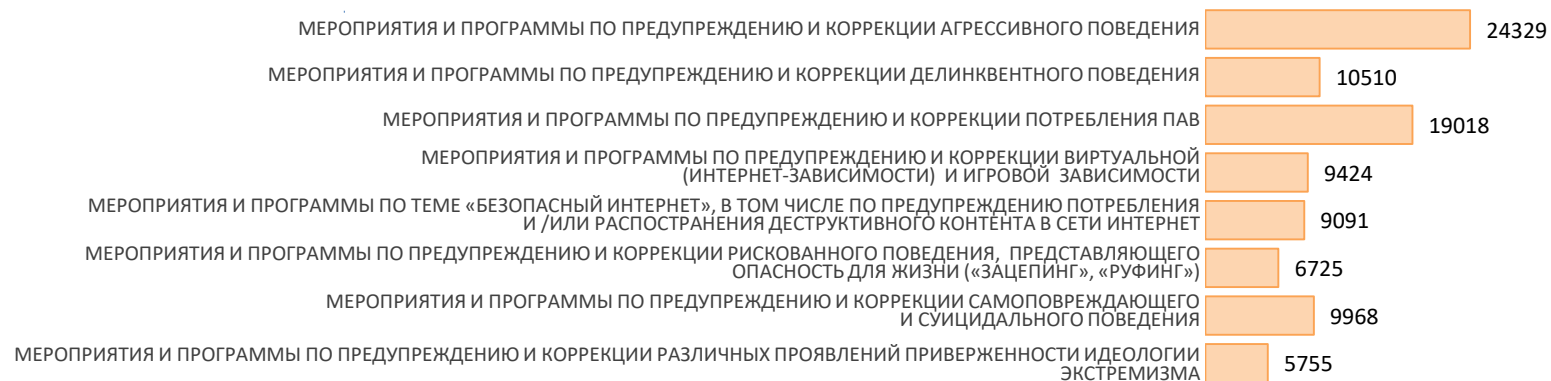 МЕРОПРИЯТИЯ И ПРОГРАММЫ ПО ПРЕДУПРЕЖДЕНИЮ И КОРРЕКЦИИ АГРЕССИВНОГО ПОВЕДЕНИЯ 24329
МЕРОПРИЯТИЯ И ПРОГРАММЫ ПО ПРЕДУПРЕЖДЕНИЮ И КОРРЕКЦИИ ДЕЛИНКВЕНТНОГО ПОВЕДЕНИЯ 10510
МЕРОПРИЯТИЯ И ПРОГРАММЫ ПО ПРЕДУПРЕЖДЕНИЮ И КОРРЕКЦИИ ПОТРЕБЛЕНИЯ ПАВ 19018
МЕРОПРИЯТИЯ И ПРОГРАММЫ ПО ПРЕДУПРЕЖДЕНИЮ И КОРРЕКЦИИ ВИРТУАЛЬНОЙ
(ИНТЕРНЕТ-ЗАВИСИМОСТИ) И ИГРОВОЙ ЗАВИСИМОСТИ 9424
МЕРОПРИЯТИЯ И ПРОГРАММЫ ПО ТЕМЕ «БЕЗОПАСНЫЙ ИНТЕРНЕТ», В ТОМ ЧИСЛЕ ПО ПРЕДУПРЕЖДЕНИЮ ПОТРЕБЛЕНИЯ
И /ИЛИ РАСПОСТРАНЕНИЯ ДЕСТРУКТИВНОГО КОНТЕНТА В СЕТИ ИНТЕРНЕТ 9091
МЕРОПРИЯТИЯ И ПРОГРАММЫ ПО ПРЕДУПРЕЖДЕНИЮ И КОРРЕКЦИИ РИСКОВАННОГО ПОВЕДЕНИЯ, ПРЕДСТАВЛЯЮЩЕГО
ОПАСНОСТЬ ДЛЯ ЖИЗНИ («ЗАЦЕПИНГ», «РУФИНГ») 6725
МЕРОПРИЯТИЯ И ПРОГРАММЫ ПО ПРЕДУПРЕЖДЕНИЮ И КОРРЕКЦИИ САМОПОВРЕЖДАЮЩЕГО
И СУИЦИДАЛЬНОГО ПОВЕДЕНИЯ 9968
МЕРОПРИЯТИЯ И ПРОГРАММЫ ПО ПРЕДУПРЕЖДЕНИЮ И КОРРЕКЦИИ РАЗЛИЧНЫХ ПРОЯВЛЕНИЙ ПРИВЕРЖЕННОСТИ ИДЕОЛОГИИ
ЭКСТРЕМИЗМА 5755